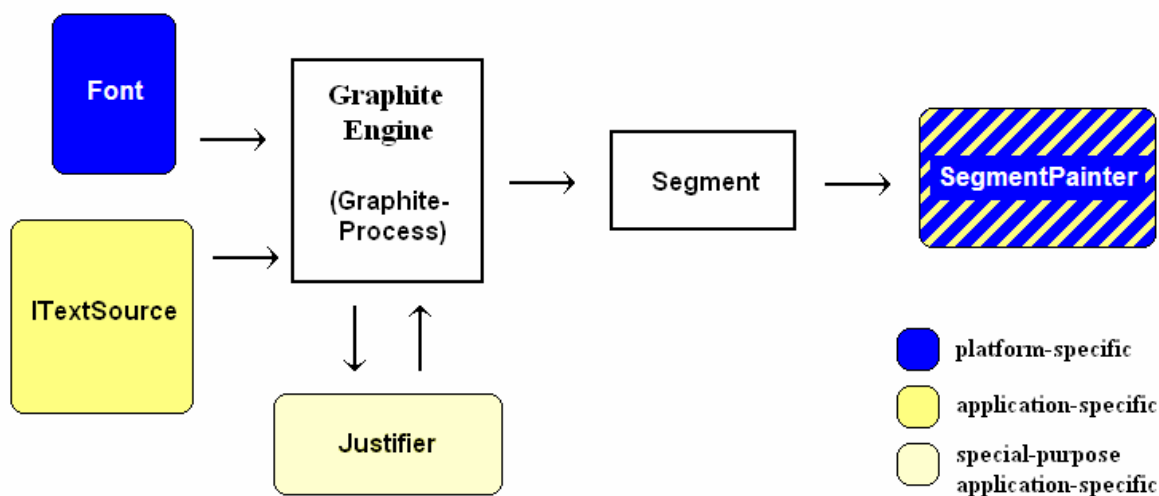 Font
Graphite
Engine
(Graphite-
Process)
Segment
SegmentPainter
ITextSource
Justifier
platform-specific
application-specific
special-purpose
application-specific